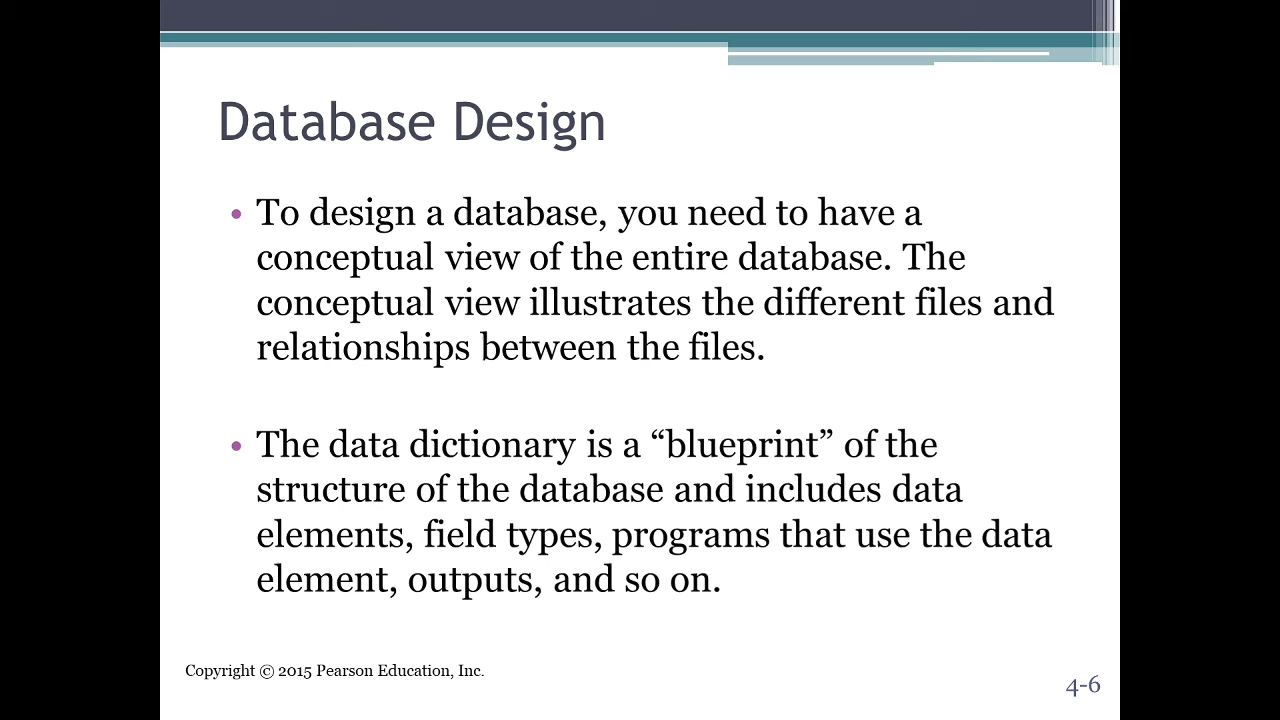 Database Design
• To design a database, you need to have a
conceptual view of the entire database. The
conceptual view illustrates the different files and
relationships between the files.
• The data dictionary is a “blueprint” of the
structure of the database and includes data
elements, field types, programs that use the data
element, outputs, and so on.
Copyright © 2015 Pearson Education, Inc.
4-6